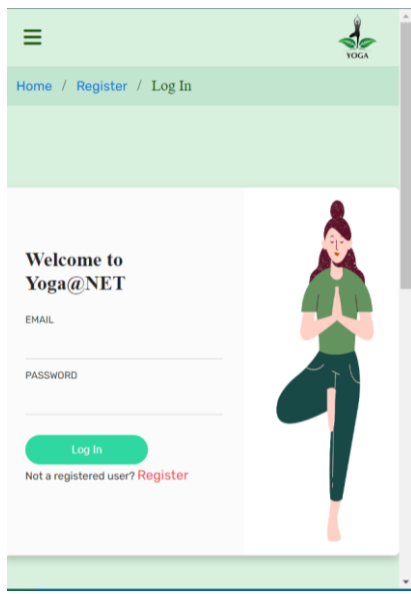 YOGA
Home / Register / Log In
Welcome to
Yoga@NET
EMAIL
PASSWORD
Log In
Not a registered user? Register